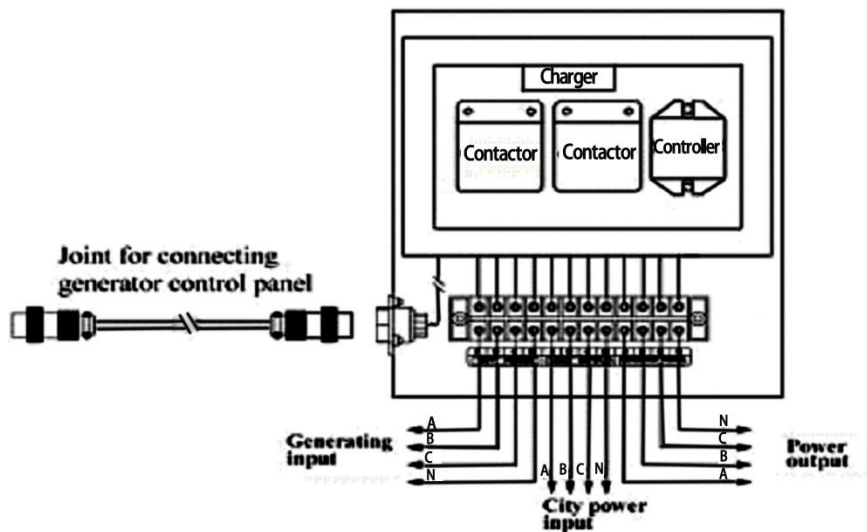 Charger
Contactor
Contactor
Controller
Joint for connecting
generator control panel
A
B
C
N
Generating
input
A B C N
City power
input
N
C
B
A
Power
output